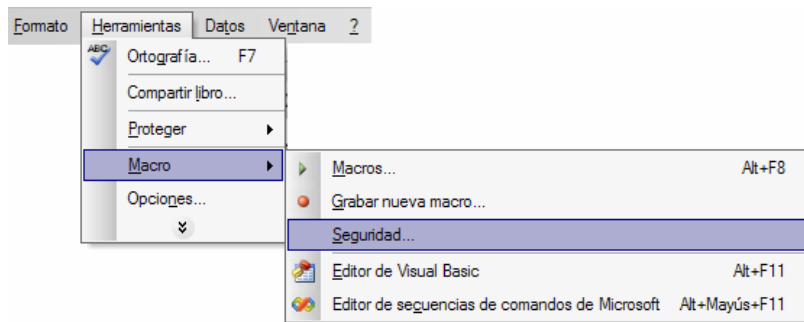 Formato Herramientas Datos Ventana ?
ABC Ortografía... F7
Compartir libro...
Proteger
Macro
Opciones...
Macros... Alt+F8
Grabar nueva macro...
Seguridad...
Editor de Visual Basic Alt+F11
Editor de secuencias de comandos de Microsoft Alt+Mayús+F11